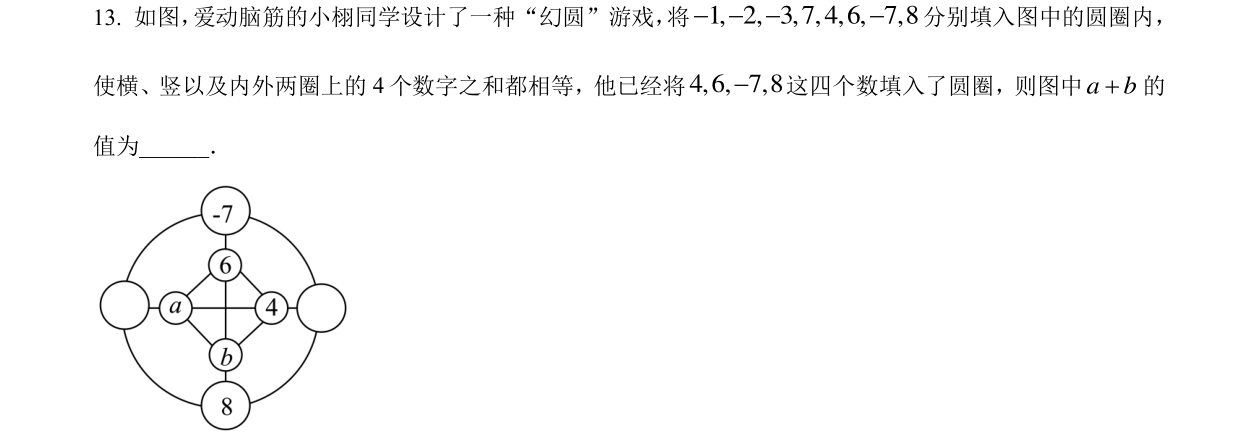 13. 如图,爱动脑筋的小栩同学设计了一种“幻圆”游戏,将−1,−2,−3,7,4,6,−7,8分别填入图中的圆圈内,
使横、竖以及内外两圈上的 4 个数字之和都相等，他已经将4,6,−7,8这四个数填入了圆圈，则图中 a+b 的
值为______.
-7
6
a
4
b
8